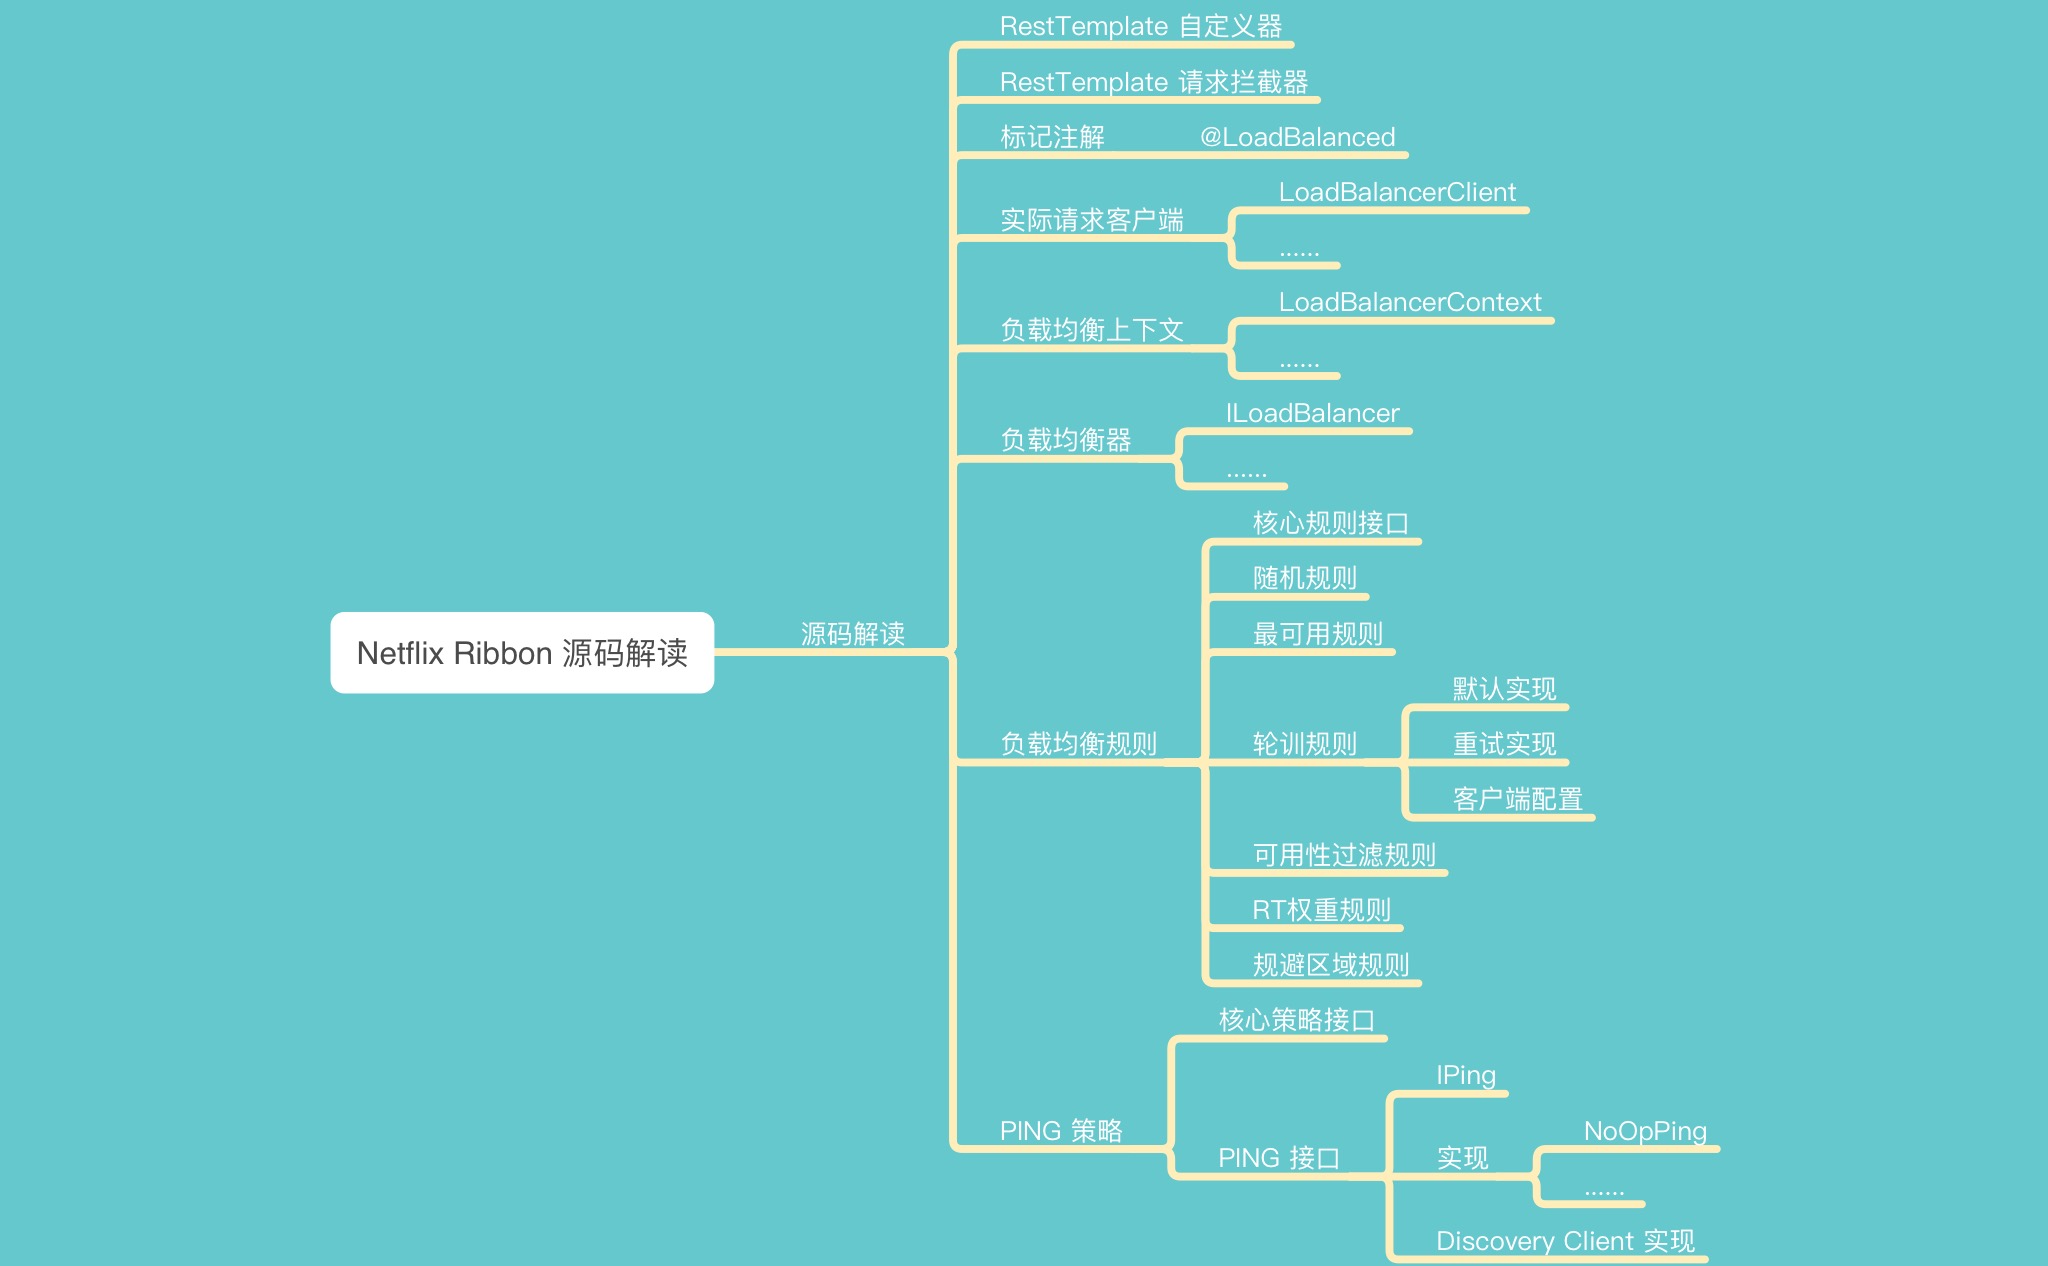 RestTemplate 自定义器
RestTemplate 请求拦截器
标记注解
@LoadBalanced
实际请求客户端
LoadBalancerClient
......
负载均衡上下文
LoadBalancerContext
......
负载均衡器
ILoadBalancer
......
Netflix Ribbon 源码解读
源码解读
负载均衡规则
核心规则接口
随机规则
最可用规则
轮训规则
默认实现
重试实现
客户端配置
可用性过滤规则
RT权重规则
规避区域规则
PING 策略
核心策略接口
PING 接口
IPing
实现
NoOpPing
......
Discovery Client 实现